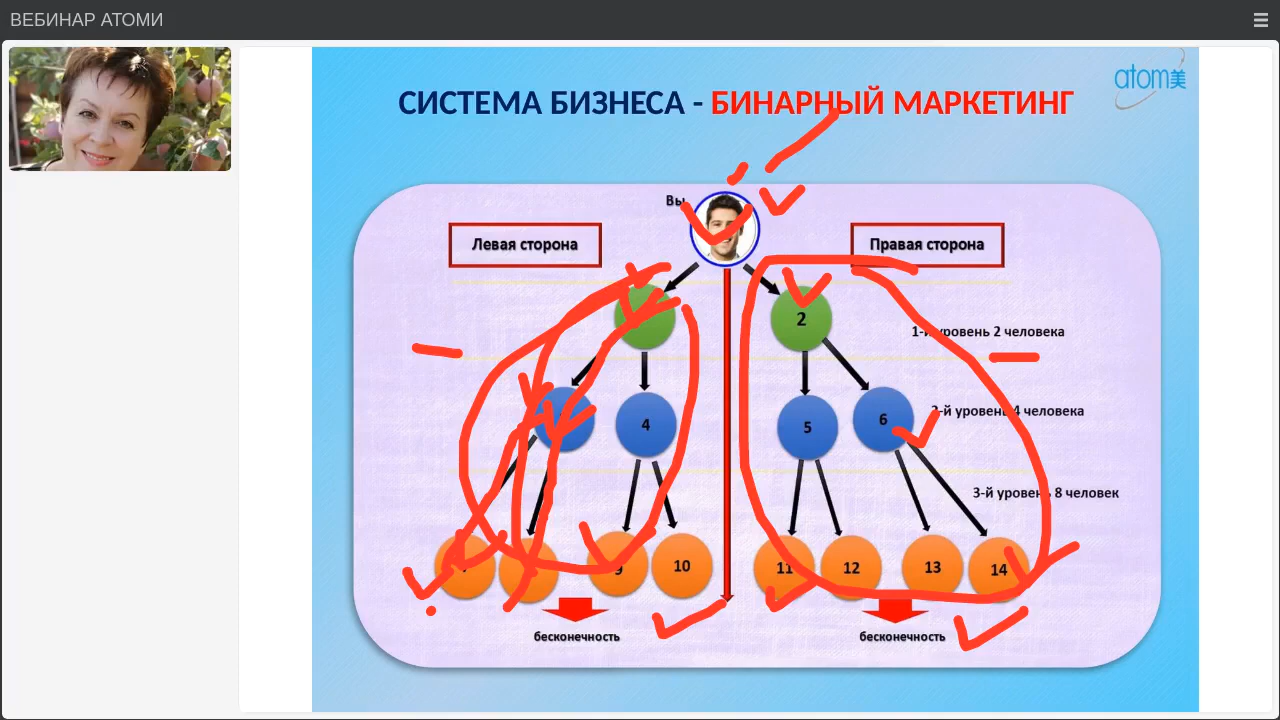 ВЕБИНАР АТОМИ
atom美
СИСТЕМА БИЗНЕСА - БИНАРНЫЙ МАРКЕТИНГ
Вы
Левая сторона
Правая сторона
2
1-й уровень 2 человека
4
5
6
2-й уровень 4 человека
3-й уровень 8 человек
9
10
11
12
13
14
бесконечность
бесконечность